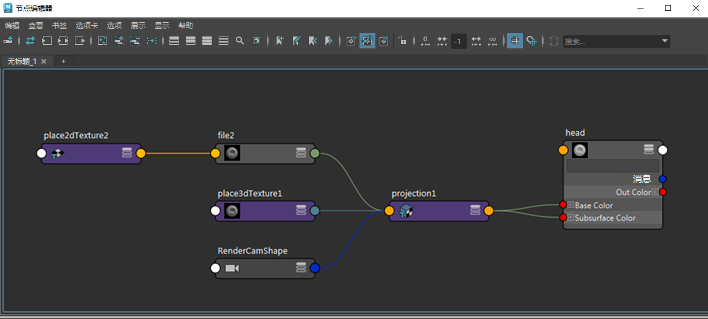 节点编辑器
编辑 查看 书签 选项卡 选项 展示 显示 帮助
-1
搜索...
无标题_1
place2dTexture2
file2
head
消息
Out Color
Base Color
Subsurface Color
place3dTexture1
projection1
RenderCamShape